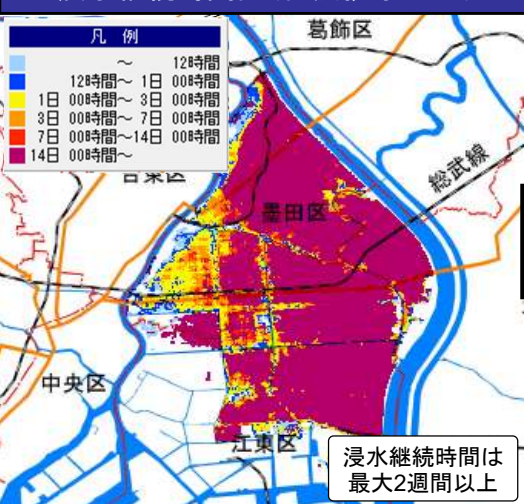 凡 例
～ 12時間
12時間～ 1日 00時間
1日 00時間～ 3日 00時間
3日 00時間～ 7日 00時間
7日 00時間～14日 00時間
14日 00時間～
葛飾区
台東区
総武線
墨田区
中央区
江東区
浸水継続時間は
最大2週間以上